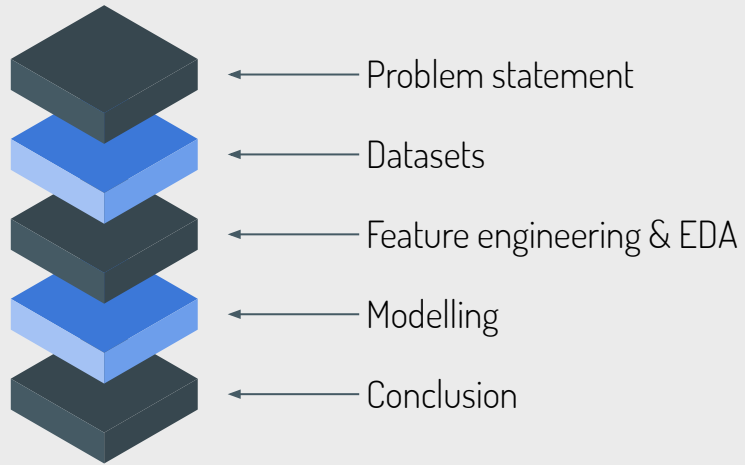 Problem statement
Datasets
Feature engineering & EDA
Modelling
Conclusion